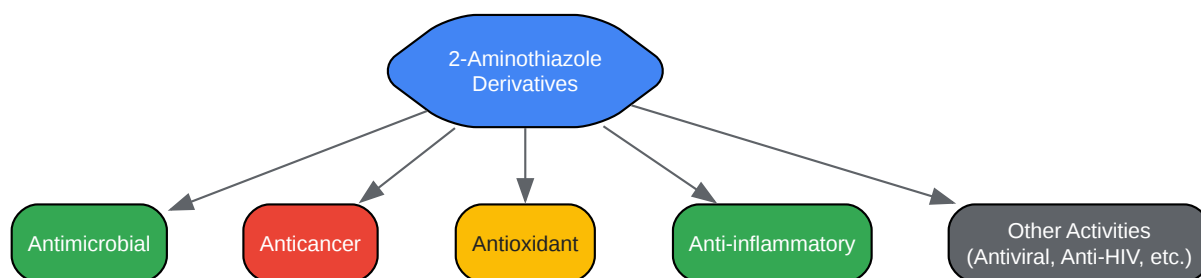 2-Aminothiazole
Derivatives
Antimicrobial
Anticancer
Antioxidant
Anti-inflammatory
Other Activities
(Antiviral, Anti-HIV, etc.)